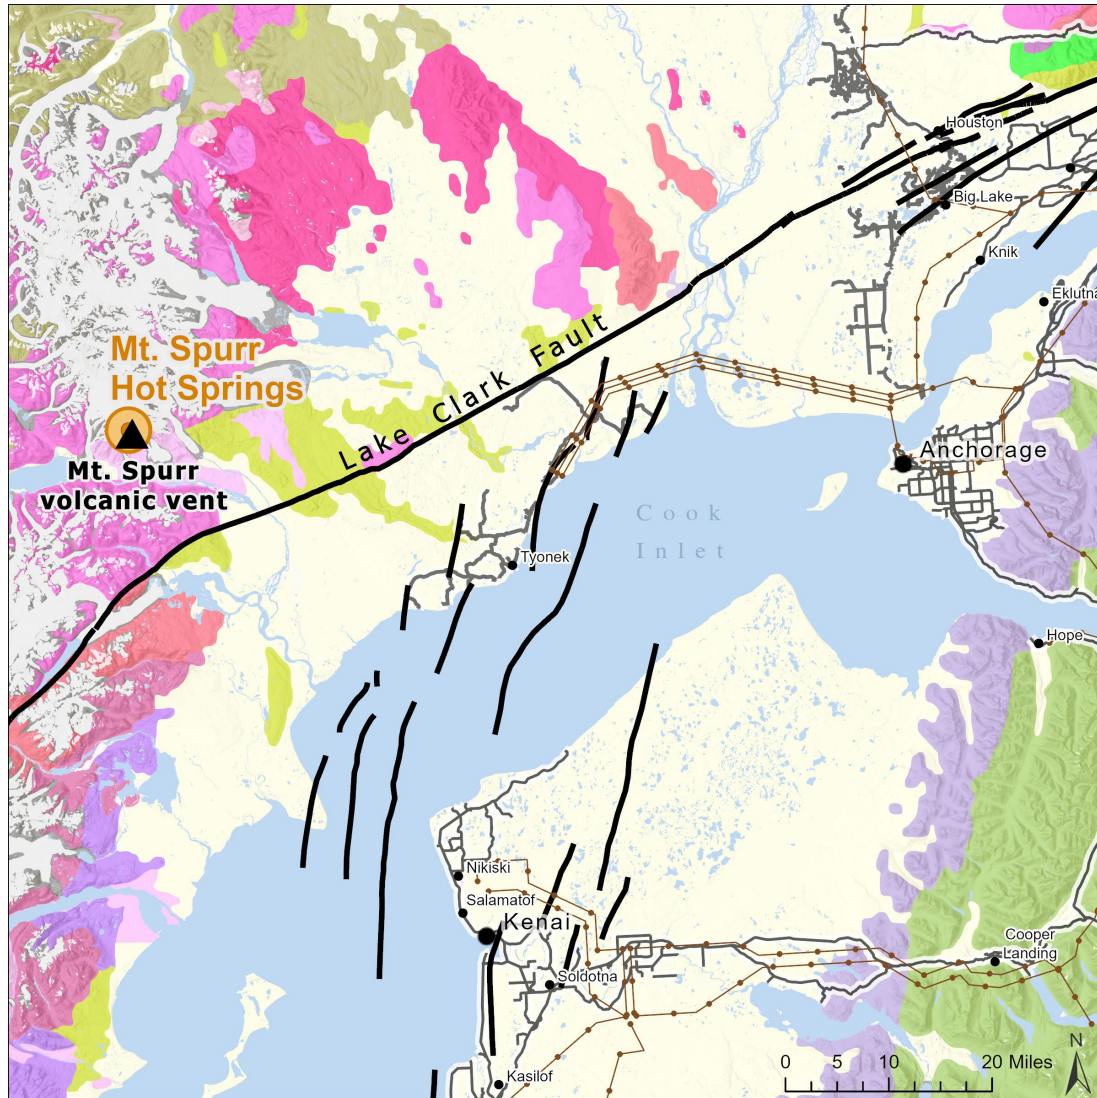 Houston
Big Lake
Knik
Eklutna
Mt. Spurr
Hot Springs
Lake Clark Fault
Mt. Spurr
volcanic vent
Anchorage
Cook
Inlet
Tyonek
Hope
Nikiski
Salamatof
Kenai
Cooper
Landing
Soldotna
Kasilof
N
0 5 10 20 Miles